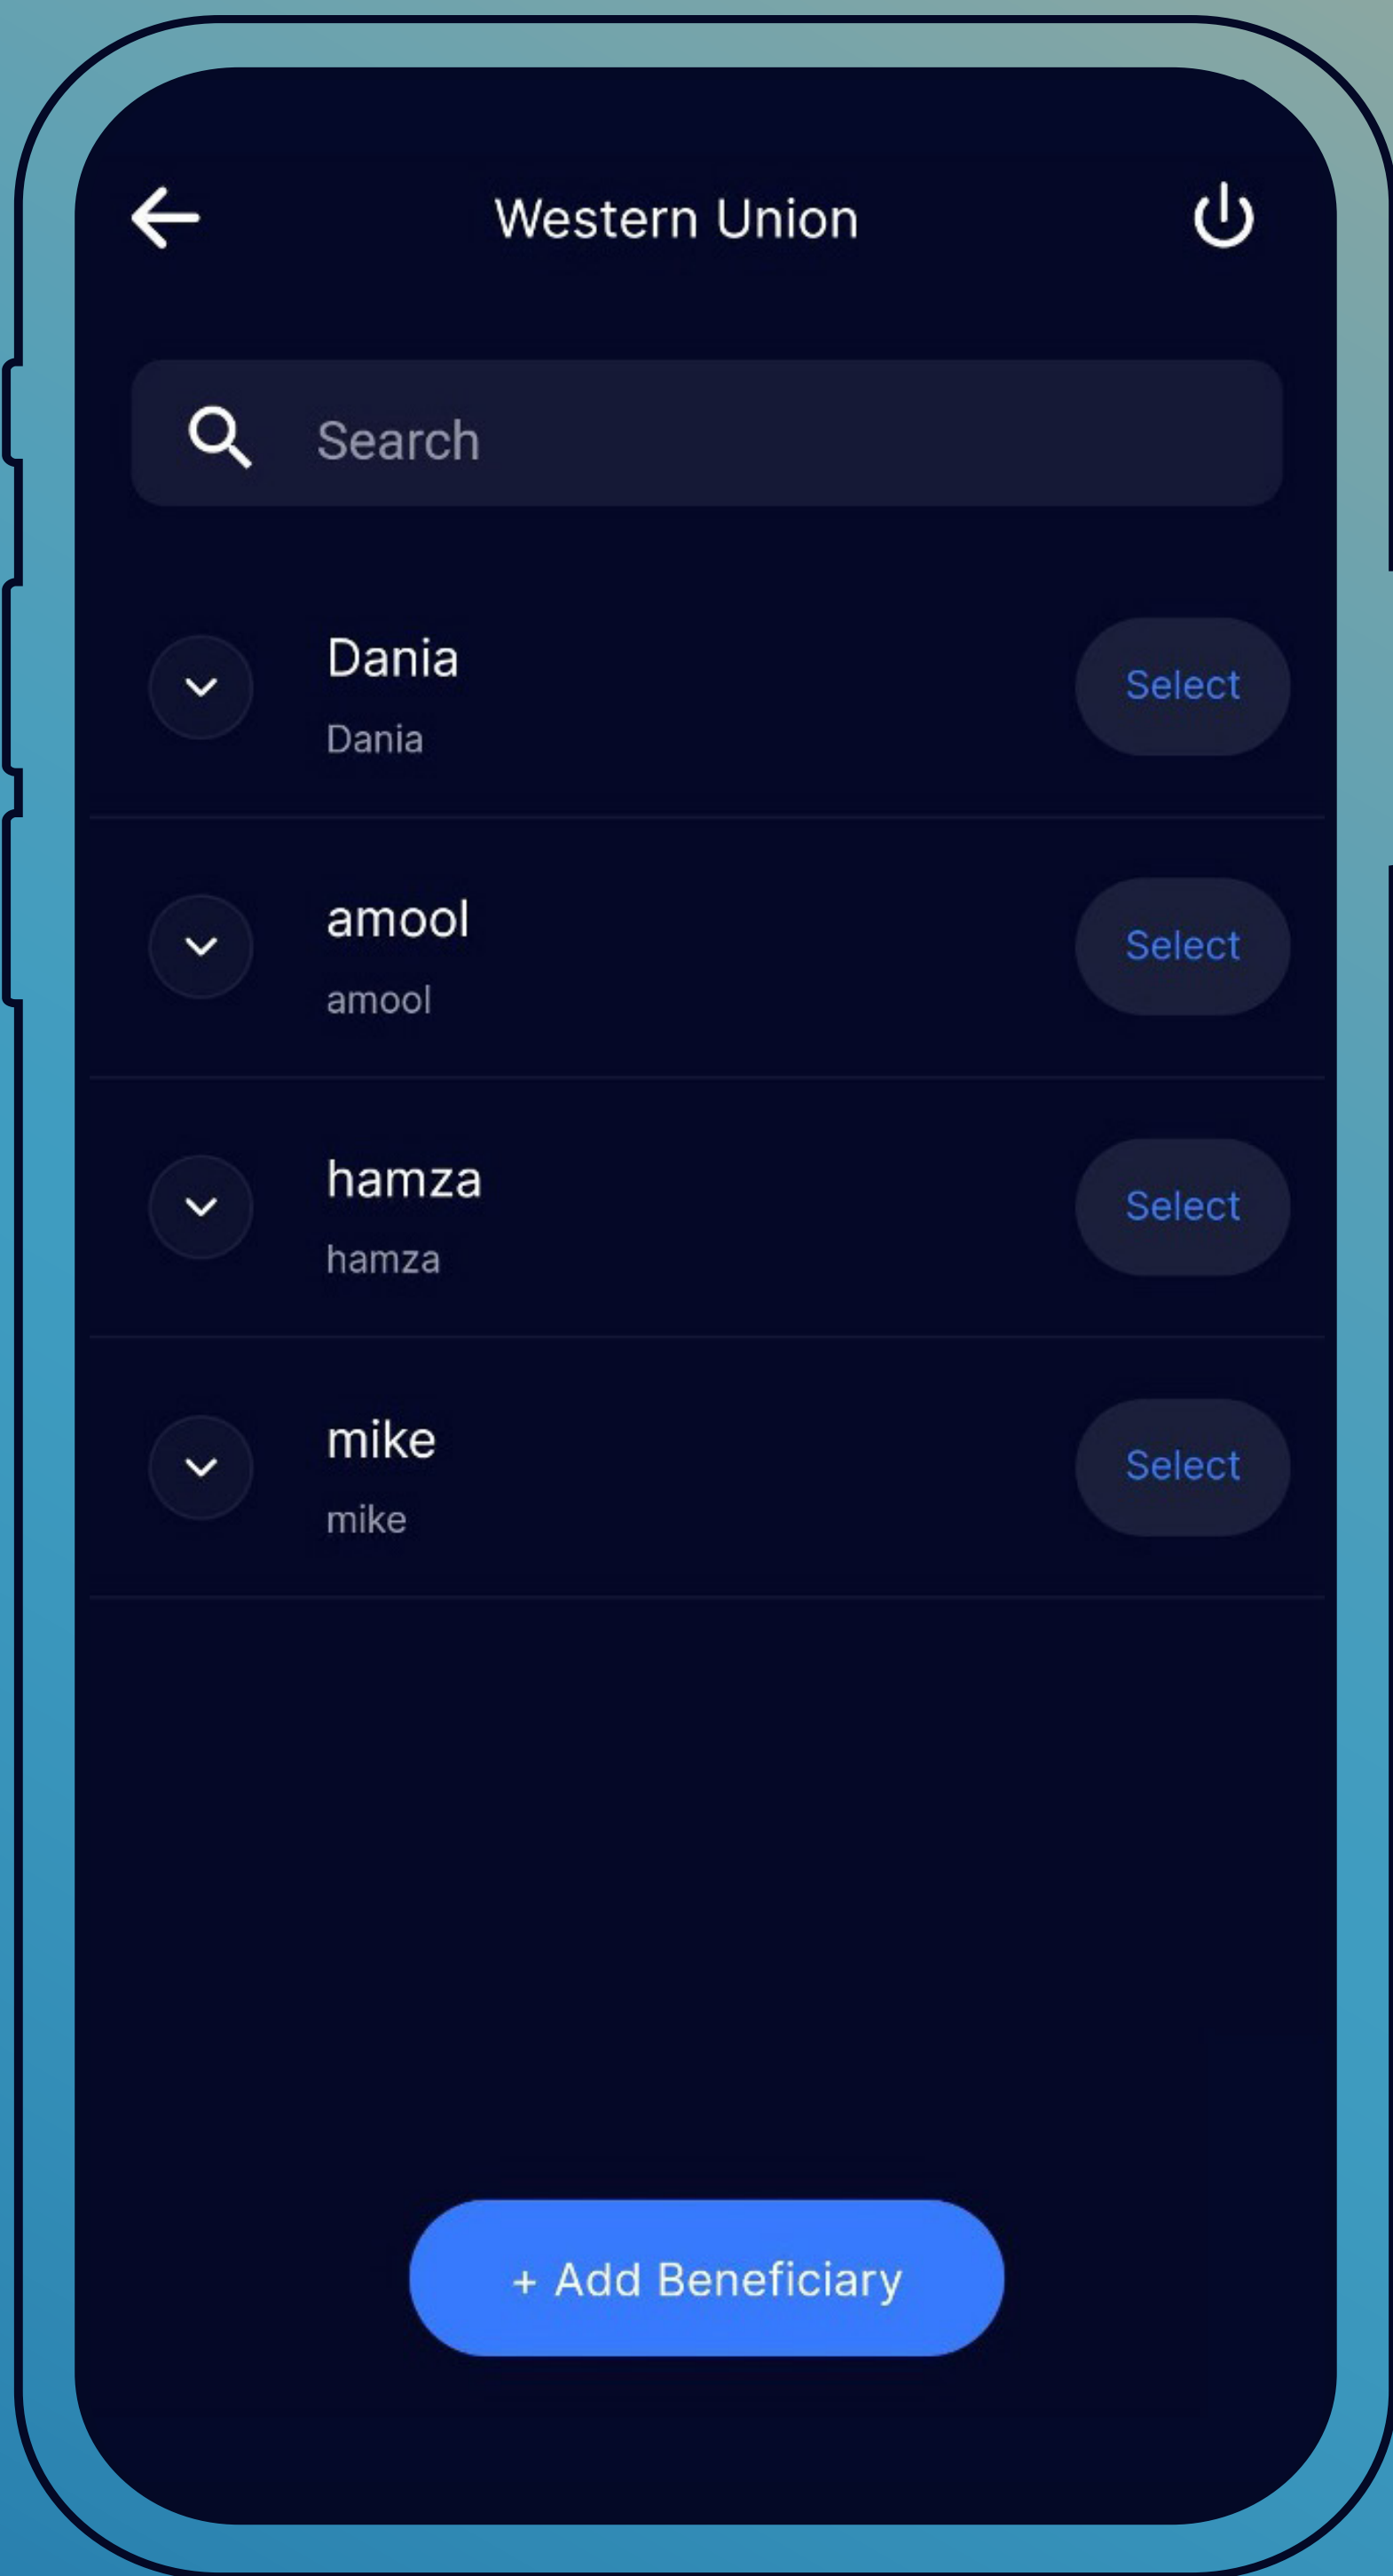 Western Union
Search
Dania
Dania
Select
amool
amool
Select
hamza
hamza
Select
mike
mike
Select
+ Add Beneficiary